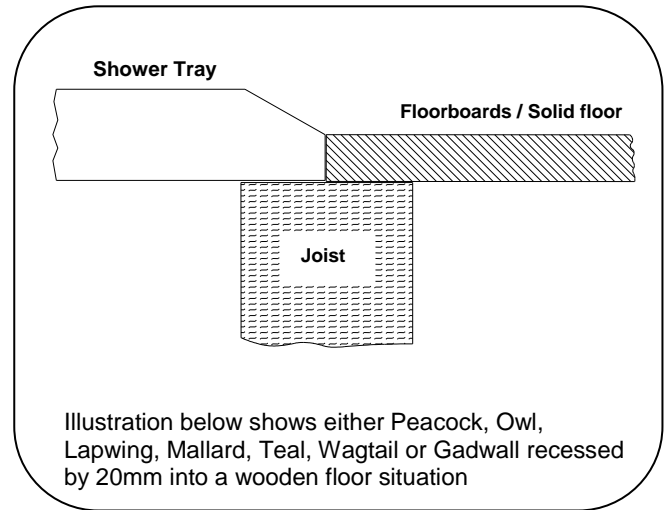 Shower Tray
Floorboards / Solid floor
Joist
Illustration below shows either Peacock, Owl,
Lapwing, Mallard, Teal, Wagtail or Gadwall recessed
by 20mm into a wooden floor situation